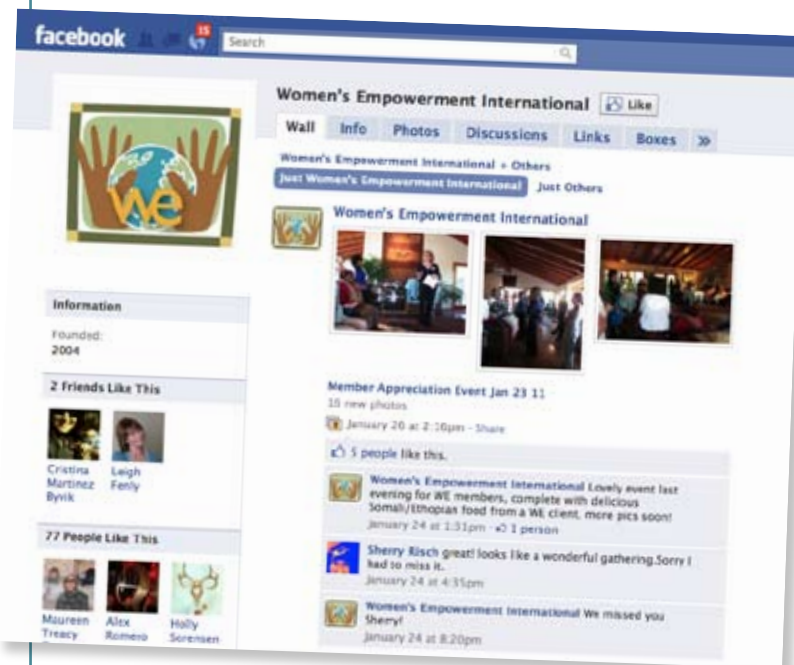 facebook
15
Search
Women's Empowerment International
Like
Wall Info Photos Discussions Links Boxes »
Women's Empowerment International + Others
Just Women's Empowerment International Just Others
we
Women's Empowerment International
Member Appreciation Event Jan 23 11
January 26 at 2:16pm · Share
5 people like this.
Women's Empowerment International Lovely event last
evening for WE members, complete with delicious
Somali/Ethiopian food from a WE client, more pics soon!
January 24 at 1:31pm · 1 person
Sherry Risch great! looks like a wonderful gathering.Sorry I
had to miss it.
January 24 at 4:35pm
Women's Empowerment International We missed you
Sherry!
January 24 at 8:20pm
Information
Founded:
2004
2 Friends Like This
Cristina
Martinez
Byvik
Leigh
Fenly
77 People Like This
Maureen
Treacy
Alex
Romero
Holly
Sorensen